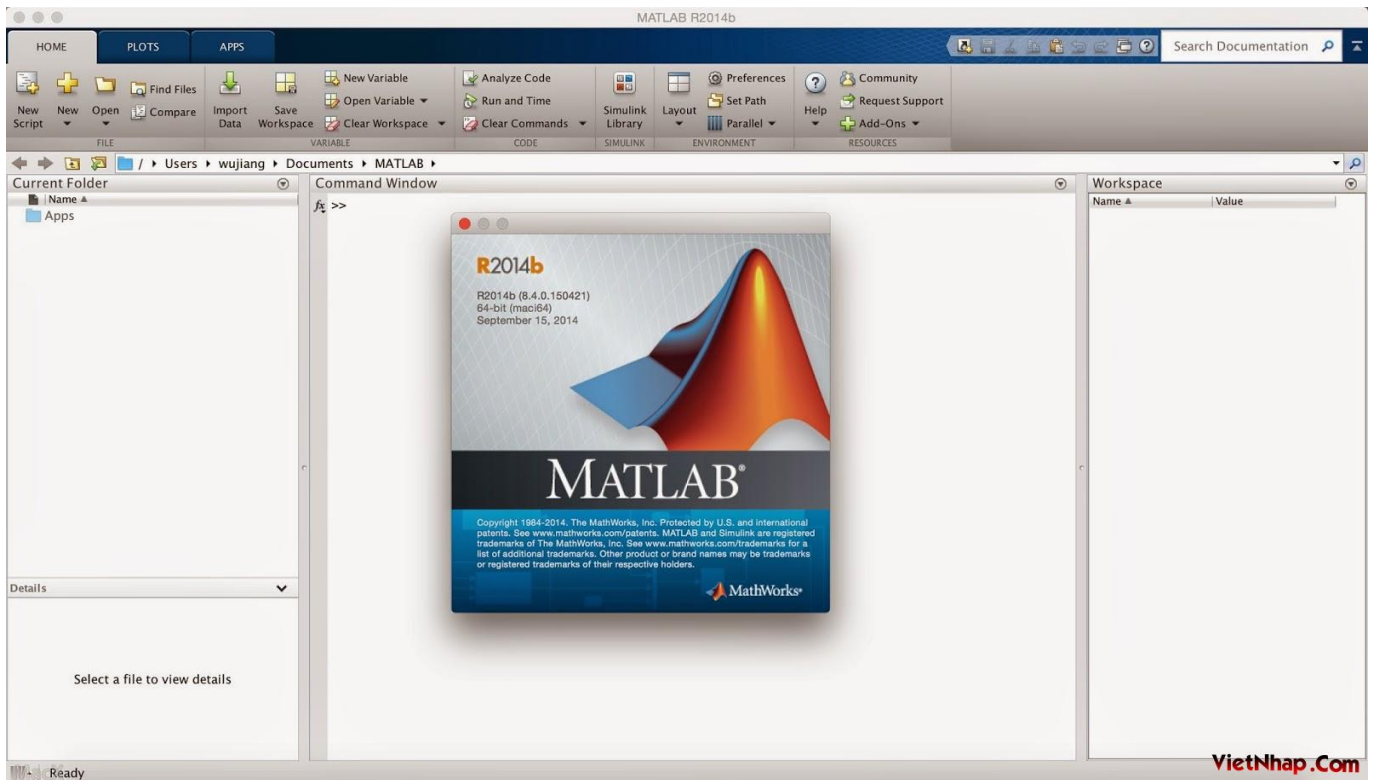 MATLAB R2014b
HOME PLOTS APPS
Search Documentation
New Script
New
Open
Find Files
Compare
Import Data
Save Workspace
New Variable
Open Variable
Clear Workspace
Analyze Code
Run and Time
Clear Commands
Simulink Library
Layout
Preferences
Set Path
Parallel
Help
Community
Request Support
Add-Ons
FILE VARIABLE CODE SIMULINK ENVIRONMENT RESOURCES
/ Users wujiang Documents MATLAB
Current Folder
Name
Apps
Command Window
fx >>
Workspace
Name Value
R2014b
R2014b (8.4.0.150421)
64-bit (maci64)
September 15, 2014
MATLAB®
Copyright 1984-2014. The MathWorks, Inc. Protected by U.S. and international
patents. See www.mathworks.com/patents. MATLAB and Simulink are registered
trademarks of The MathWorks, Inc. See www.mathworks.com/trademarks for a
list of additional trademarks. Other product or brand names may be trademarks
or registered trademarks of their respective holders.
MathWorks®
Details
Select a file to view details
Ready
VietNhap.Com